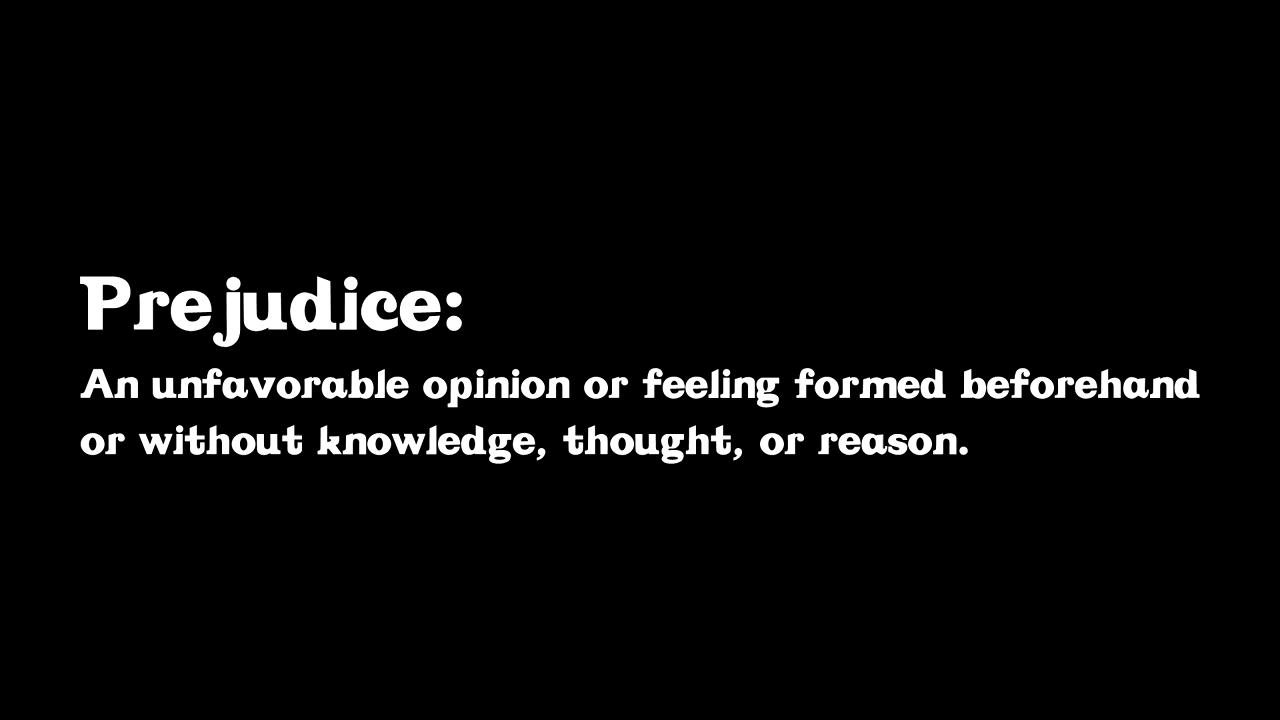 Prejudice:
An unfavorable opinion or feeling formed beforehand
or without knowledge, thought, or reason.